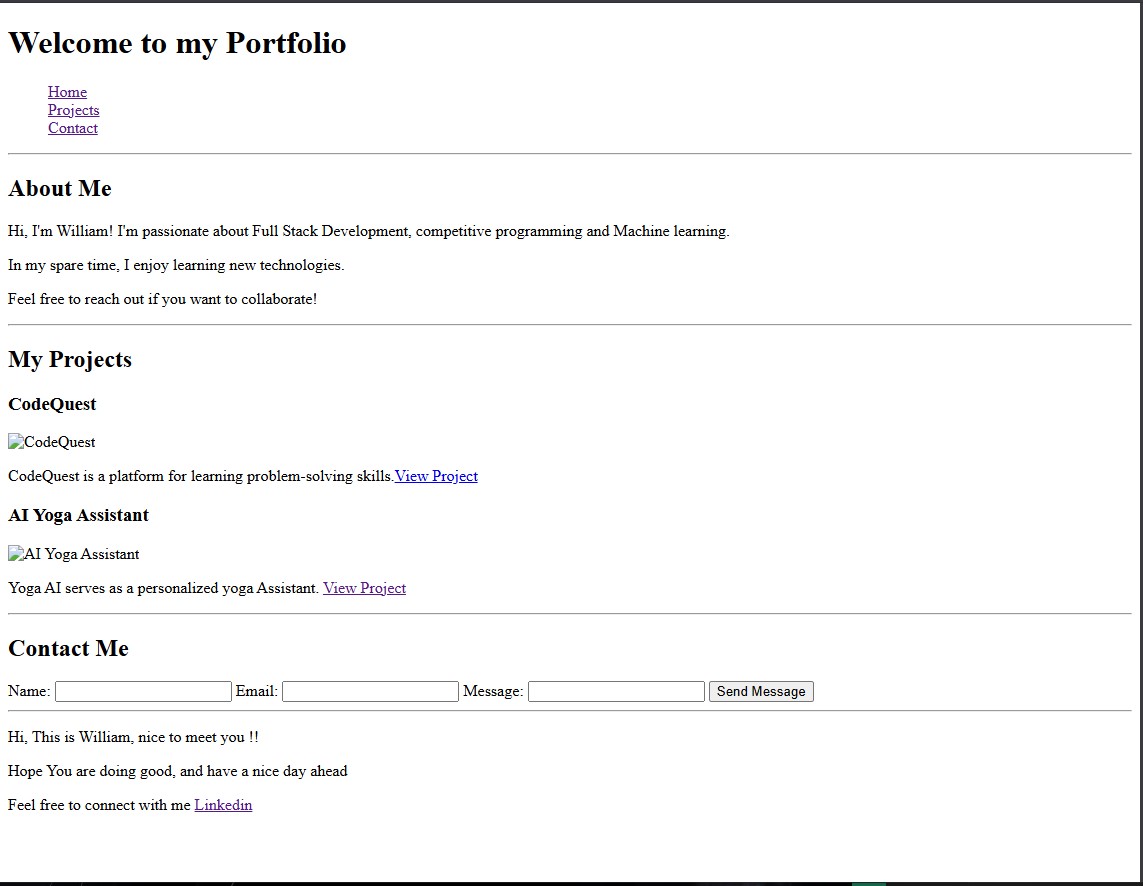 Welcome to my Portfolio
Home
Projects
Contact
About Me
Hi, I'm William! I'm passionate about Full Stack Development, competitive programming and Machine learning.
In my spare time, I enjoy learning new technologies.
Feel free to reach out if you want to collaborate!
My Projects
CodeQuest
CodeQuest
CodeQuest is a platform for learning problem-solving skills.View Project
AI Yoga Assistant
AI Yoga Assistant
Yoga AI serves as a personalized yoga Assistant. View Project
Contact Me
Name: Email: Message: Send Message
Hi, This is William, nice to meet you !!
Hope You are doing good, and have a nice day ahead
Feel free to connect with me Linkedin